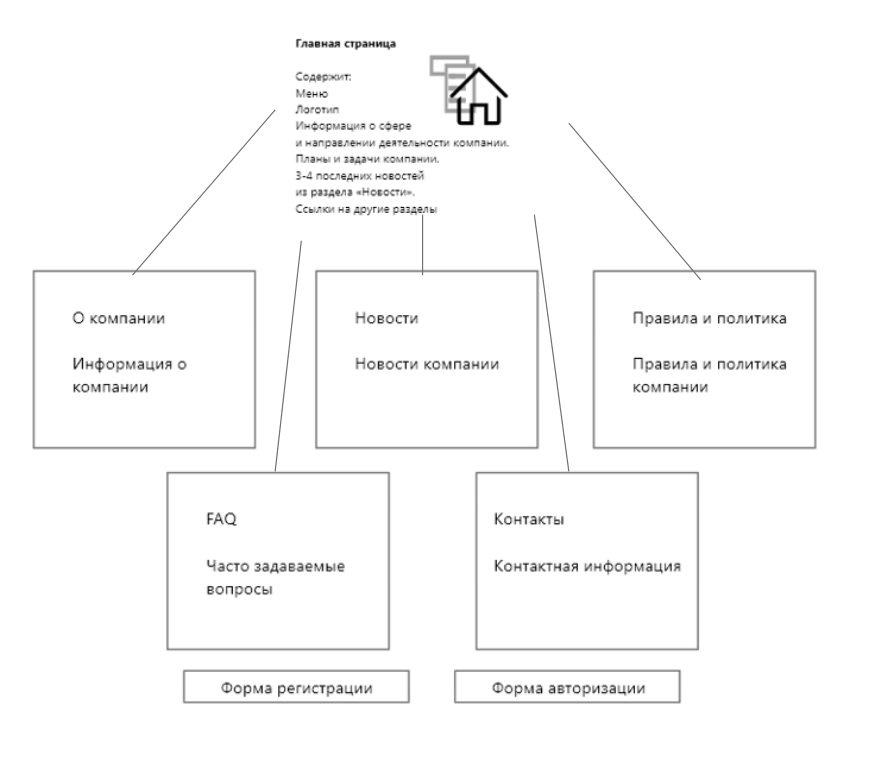 Главная страница
Содержит:
Меню
Логотип
Информация о сфере
и направлении деятельности компании.
Планы и задачи компании.
3-4 последних новостей
из раздела «Новости».
Ссылки на другие разделы
О компании
Информация о
компании
Новости
Новости компании
Правила и политика
Правила и политика
компании
FAQ
Часто задаваемые
вопросы
Контакты
Контактная информация
Форма регистрации
Форма авторизации